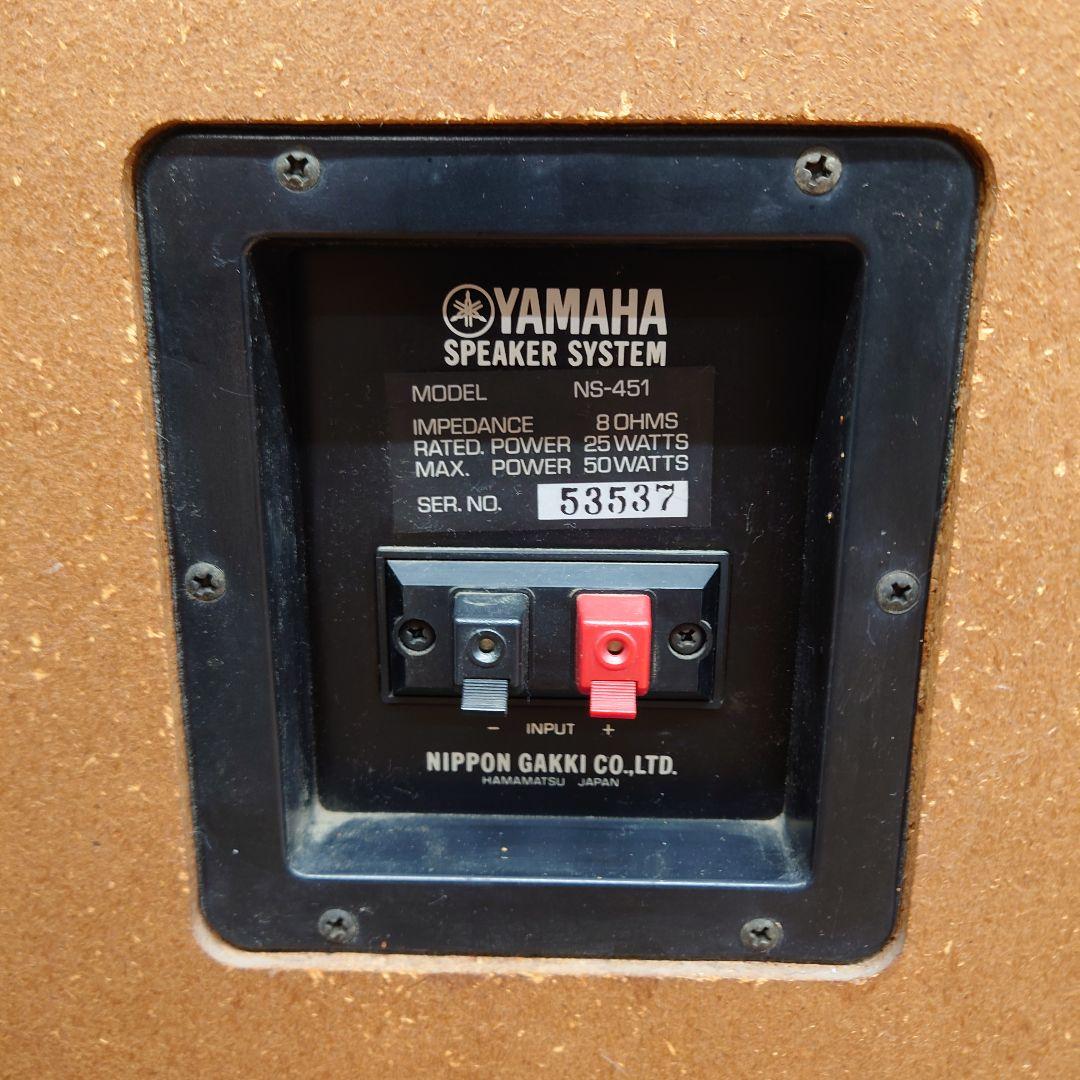 YAMAHA
SPEAKER SYSTEM
MODEL NS-451
IMPEDANCE 8 OHMS
RATED. POWER 25 WATTS
MAX. POWER 50 WATTS
SER. NO. 53537
− INPUT +
NIPPON GAKKI CO.,LTD.
HAMAMATSU JAPAN